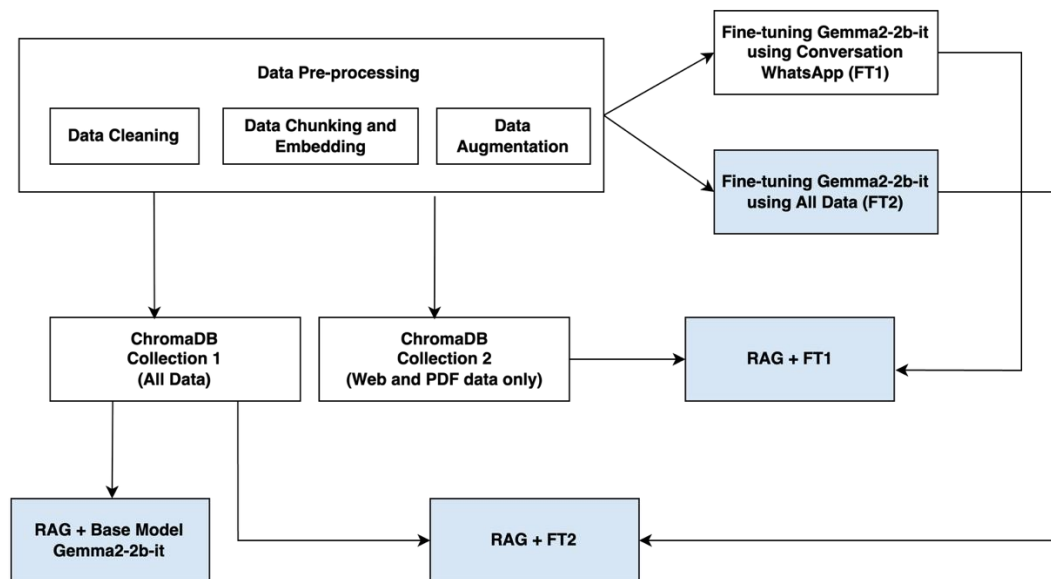 Data Pre-processing
Data Cleaning
Data Chunking and
Embedding
Data
Augmentation
Fine-tuning Gemma2-2b-it
using Conversation
WhatsApp (FT1)
Fine-tuning Gemma2-2b-it
using All Data (FT2)
ChromaDB
Collection 1
(All Data)
ChromaDB
Collection 2
(Web and PDF data only)
RAG + FT1
RAG + Base Model
Gemma2-2b-it
RAG + FT2